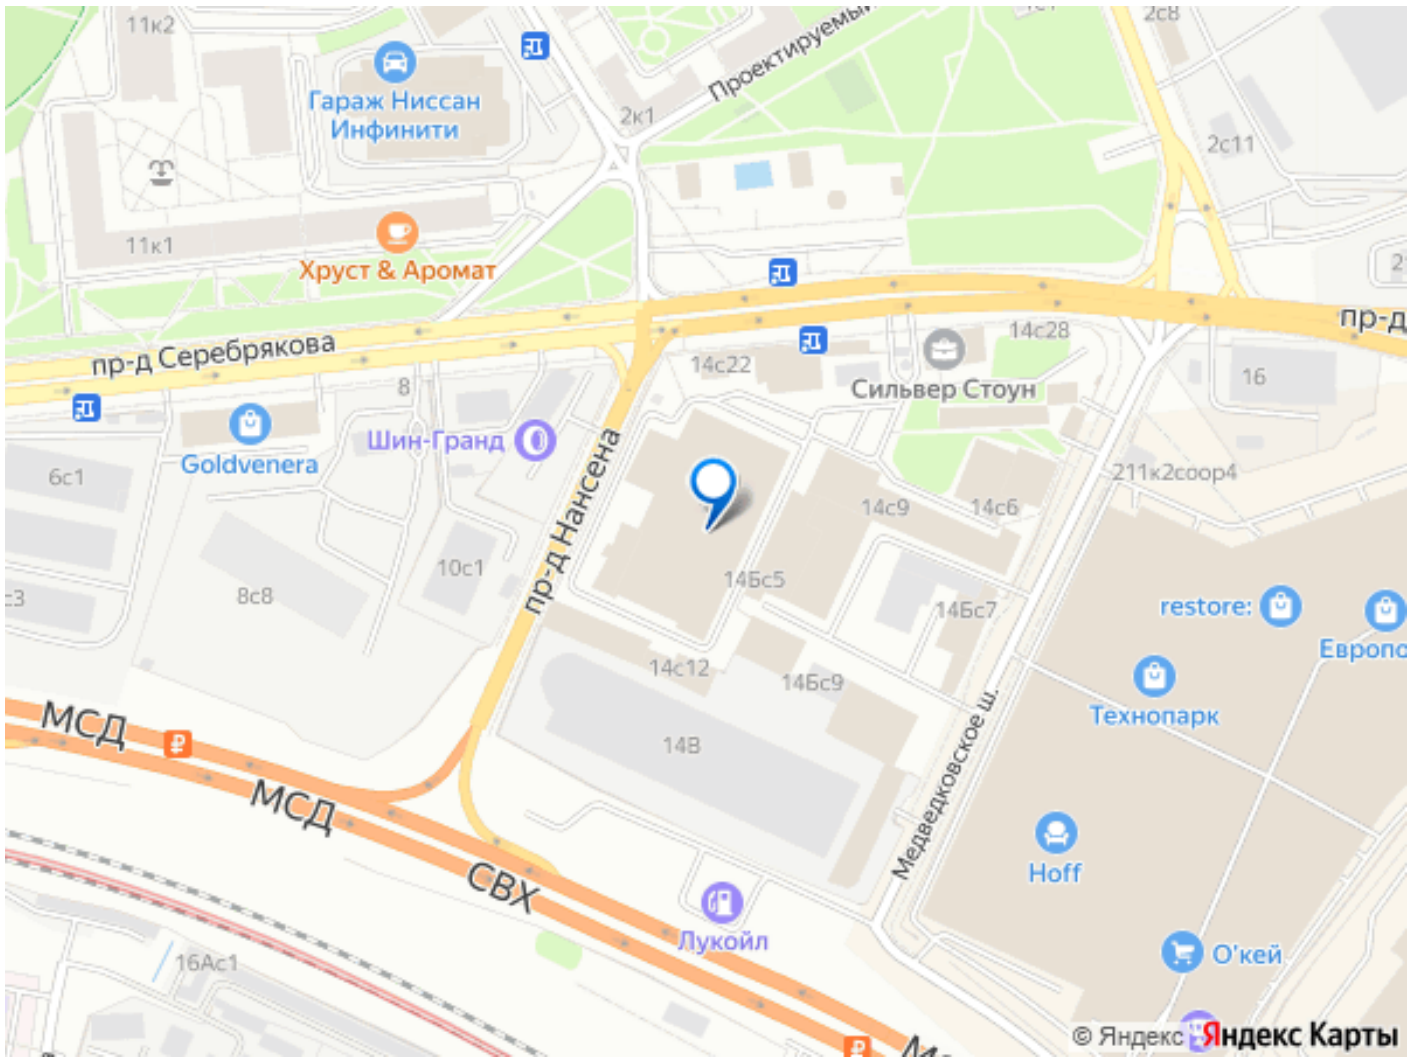 11к2
2с8
Гараж Ниссан
Инфинити
2к1
Проектируемый
2с11
11к1
Хруст & Аромат
пр-д Серебрякова
пр-д
14с28
14с22
Сильвер Стоун
16
8
Шин-Гранд
Goldvenera
6с1
пр-д Нансена
211к2соор4
14с9
14с6
10с1
8с8
14Бс5
14Бс7
restore:
Европо
14с12
14Бс9
Технопарк
МСД
14В
Медведковское ш.
МСД
СВХ
Hoff
Лукойл
О'кей
16Ас1
© Яндекс Яндекс Карты